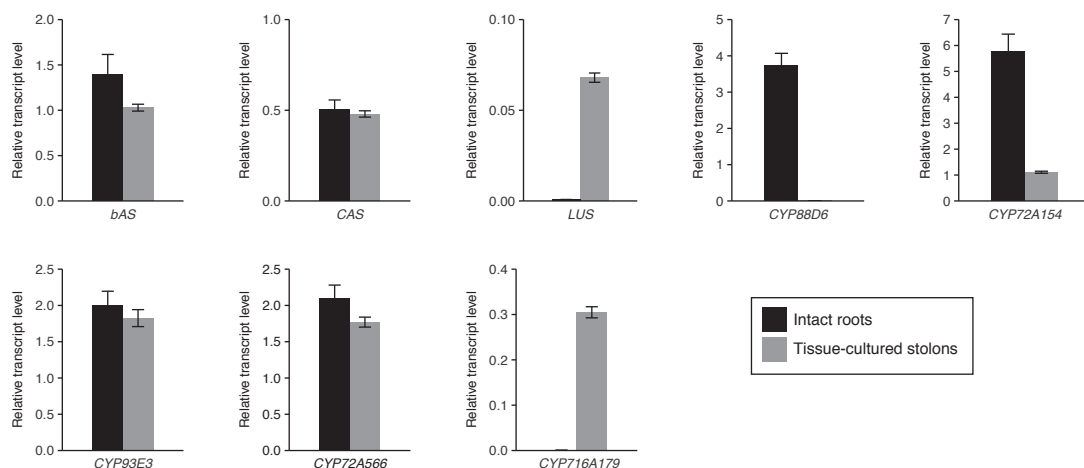 Relative transcript level
2.0
1.5
1.0
0.5
0.0
bAS
Relative transcript level
1.0
0.5
0.0
CAS
Relative transcript level
0.10
0.05
0.00
LUS
Relative transcript level
5
4
3
2
1
0
CYP88D6
Relative transcript level
7
6
5
4
3
2
1
0
CYP72A154
Relative transcript level
2.5
2.0
1.5
1.0
0.5
0.0
CYP93E3
Relative transcript level
2.5
2.0
1.5
1.0
0.5
0.0
CYP72A566
Relative transcript level
0.4
0.3
0.2
0.1
0.0
CYP716A179
Intact roots
Tissue-cultured stolons